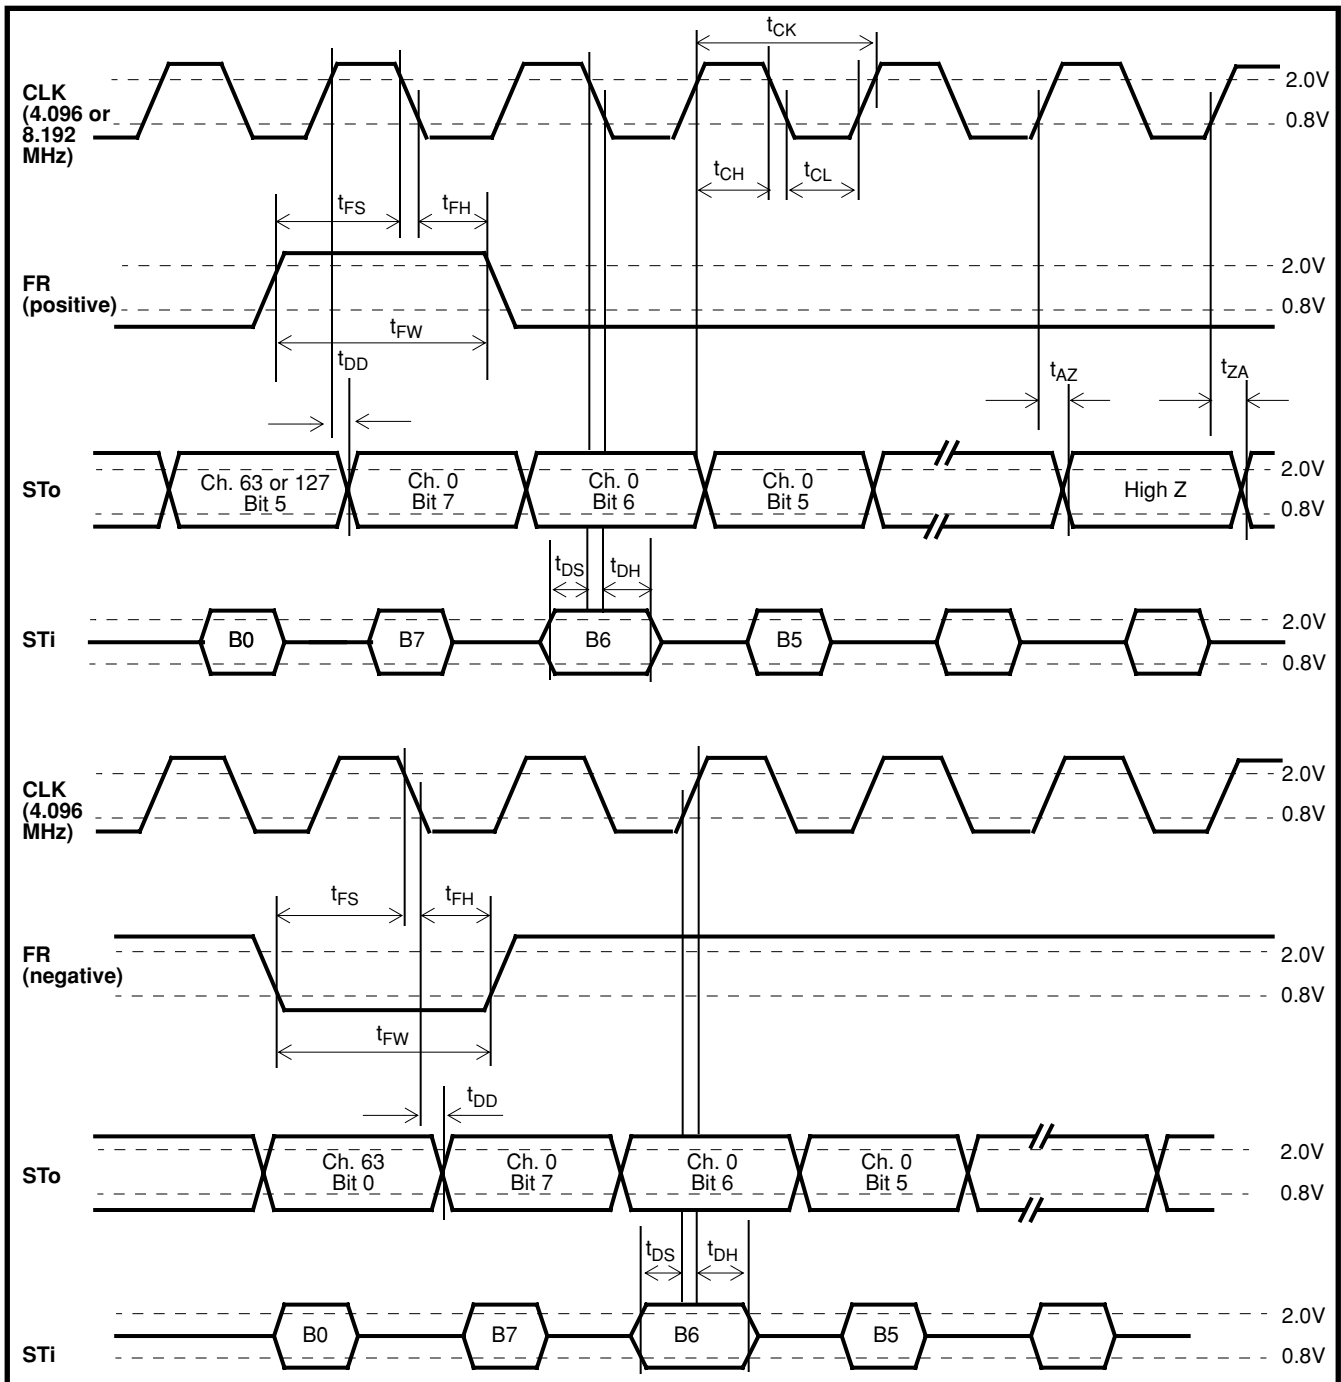 tCK
CLK
(4.096 or
8.192
MHz)
2.0V
0.8V
tCH
tCL
tFS
tFH
FR
(positive)
2.0V
0.8V
tFW
tDD
tAZ
tZA
STo
Ch. 63 or 127
Bit 5
Ch. 0
Bit 7
Ch. 0
Bit 6
Ch. 0
Bit 5
High Z
2.0V
0.8V
tDS
tDH
STi
B0
B7
B6
B5
2.0V
0.8V
CLK
(4.096
MHz)
2.0V
0.8V
tFS
tFH
FR
(negative)
2.0V
0.8V
tFW
tDD
STo
Ch. 63
Bit 0
Ch. 0
Bit 7
Ch. 0
Bit 6
Ch. 0
Bit 5
2.0V
0.8V
tDS
tDH
STi
B0
B7
B6
B5
2.0V
0.8V